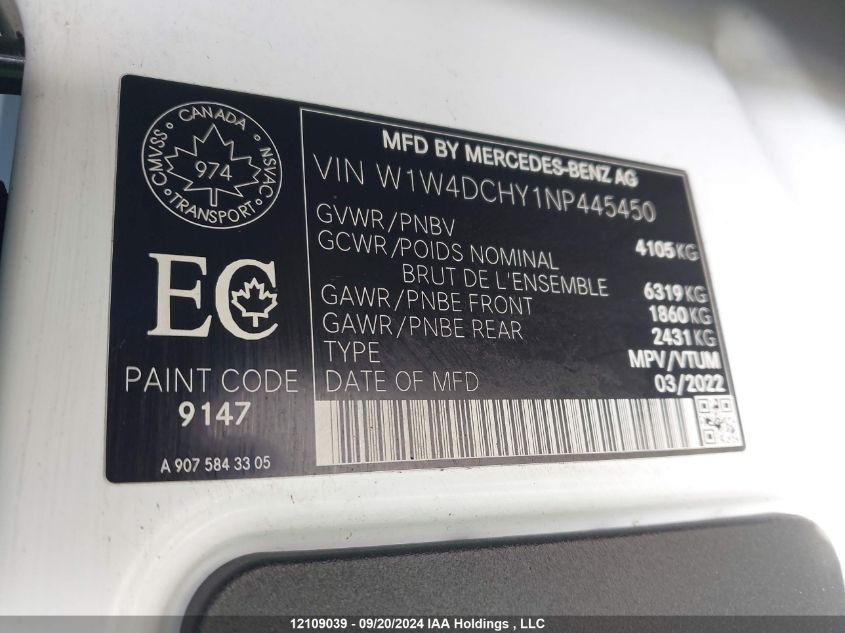 CANADA
CMVSS • NSVAC
974
TRANSPORT
EC
PAINT CODE
9147
A 907 584 33 05
MFD BY MERCEDES-BENZ AG
VIN W1W4DCHY1NP445450
GVWR/PNBV 4105 KG
GCWR/POIDS NOMINAL
BRUT DE L'ENSEMBLE 6319 KG
GAWR/PNBE FRONT 1860 KG
GAWR/PNBE REAR 2431 KG
TYPE MPV/VTUM
DATE OF MFD 03/2022
12109039 - 09/20/2024 IAA Holdings , LLC